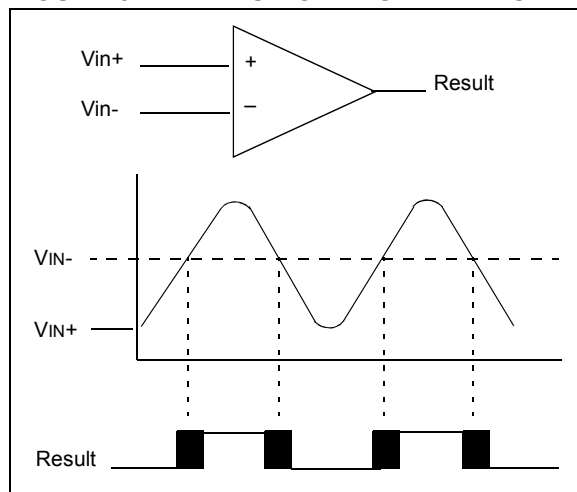 Vin+
+
Result
Vin-
–
VIN-
VIN+
Result